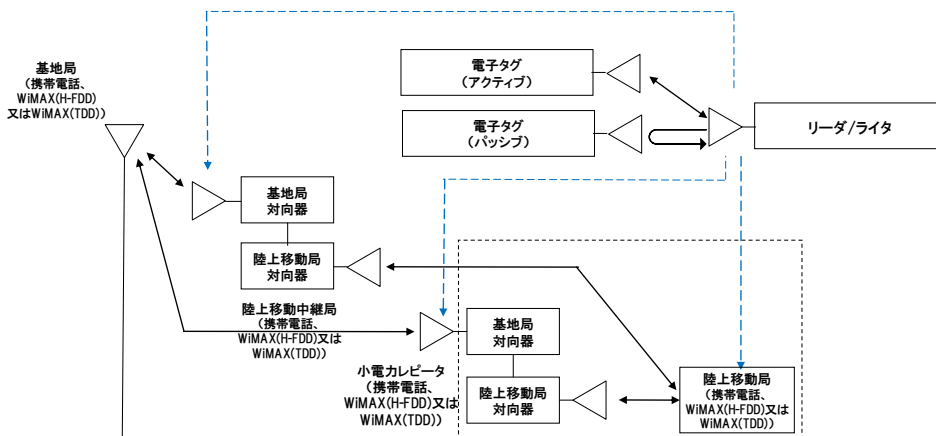 電子タグ
(アクティブ)
電子タグ
(パッシブ)
リーダ/ライタ
基地局
(携帯電話、
WiMAX(H-FDD)
又はWiMAX(TDD))
基地局
対向器
陸上移動局
対向器
陸上移動中継局
(携帯電話、
WiMAX(H-FDD)又は
WiMAX(TDD))
基地局
対向器
小電力レピータ
(携帯電話、
WiMAX(H-FDD)又は
WiMAX(TDD))
陸上移動局
対向器
陸上移動局
(携帯電話、
WiMAX(H-FDD)又は
WiMAX(TDD))